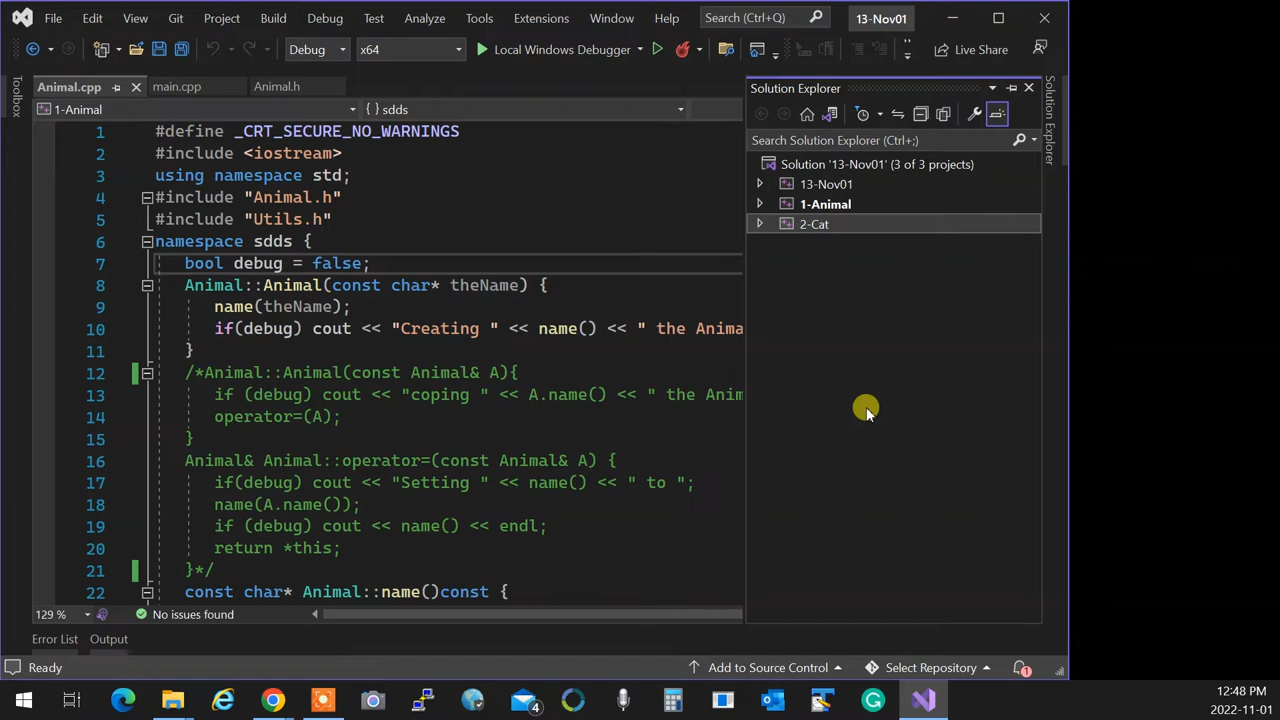 File Edit View Git Project Build Debug Test Analyze Tools Extensions Window Help Search (Ctrl+Q) 13-Nov01
Debug x64 Local Windows Debugger Live Share
Toolbox
Animal.cpp main.cpp Animal.h
1-Animal { } sdds
1 #define _CRT_SECURE_NO_WARNINGS
2 #include <iostream>
3 using namespace std;
4 #include "Animal.h"
5 #include "Utils.h"
6 namespace sdds {
7 bool debug = false;
8 Animal::Animal(const char* theName) {
9 name(theName);
10 if(debug) cout << "Creating " << name() << " the Anima
11 }
12 /*Animal::Animal(const Animal& A){
13 if (debug) cout << "coping " << A.name() << " the Anim
14 operator=(A);
15 }
16 Animal& Animal::operator=(const Animal& A) {
17 if(debug) cout << "Setting " << name() << " to ";
18 name(A.name());
19 if (debug) cout << name() << endl;
20 return *this;
21 }*/
22 const char* Animal::name()const {
129 % No issues found
Solution Explorer
Search Solution Explorer (Ctrl+;)
Solution '13-Nov01' (3 of 3 projects)
13-Nov01
1-Animal
2-Cat
Solution Explorer
Error List Output
Ready Add to Source Control Select Repository 1
4
12:48 PM
2022-11-01